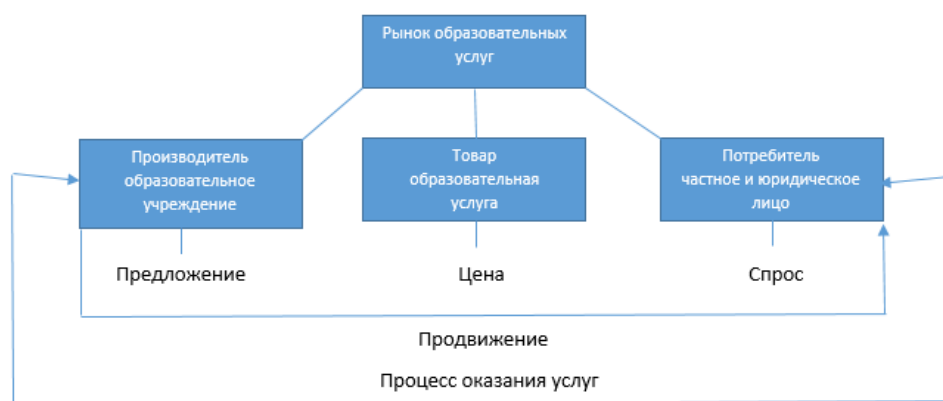 Рынок образовательных
услуг
Производитель
образовательное
учреждение
Товар
образовательная
услуга
Потребитель
частное и юридическое
лицо
Предложение
Цена
Спрос
Продвижение
Процесс оказания услуг